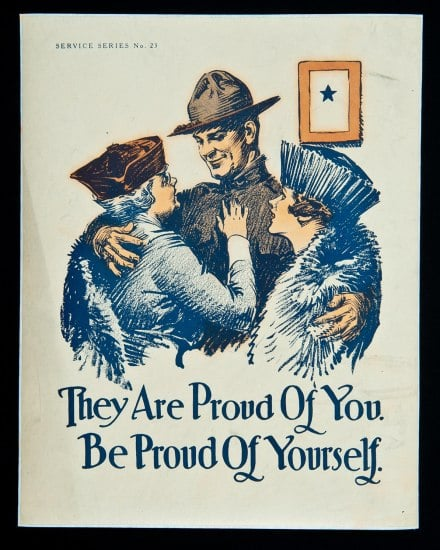 SERVICE SERIES No. 23
They Are Proud Of You.
Be Proud Of Yourself.